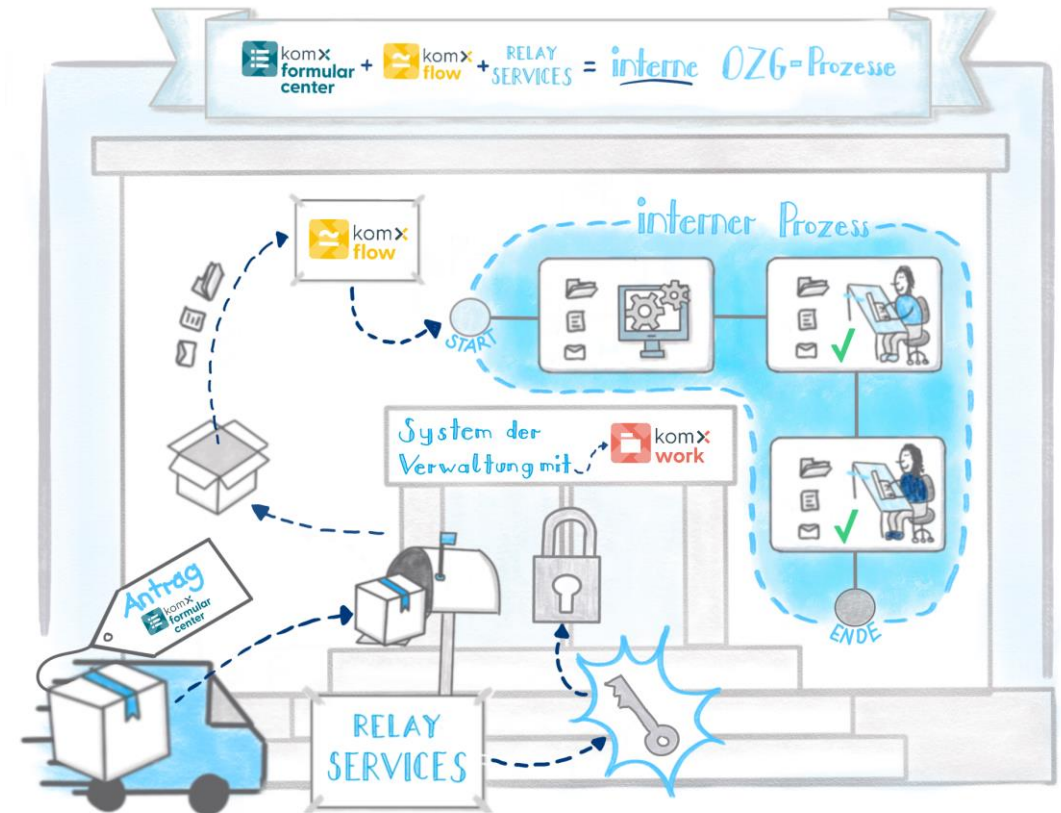 komx
formular
center
+
komx
flow
+
RELAY
SERVICES
= interne OZG-Prozesse
komx
flow
interner Prozess
START
System der
Verwaltung mit
komx
work
Antrag
komx
formular
center
ENDE
RELAY
SERVICES